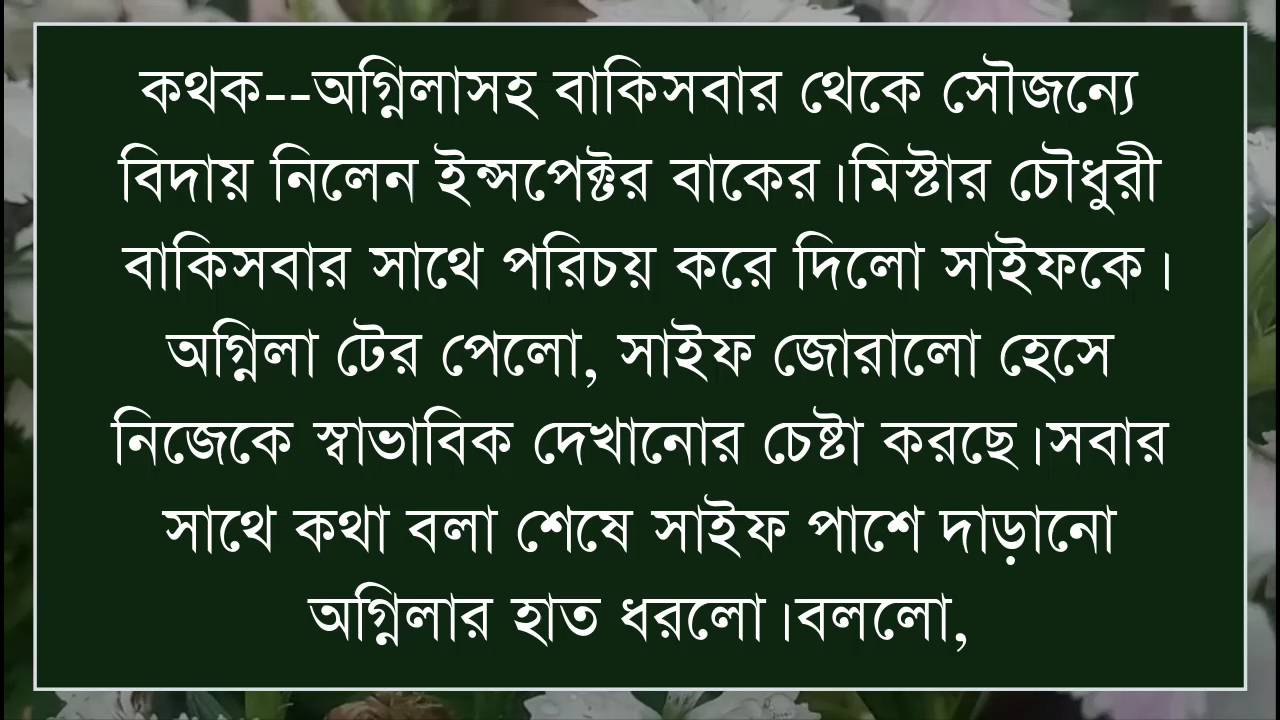 কথক--অগ্নিলাসহ বাকিসবার থেকে সৌজন্যে
বিদায় নিলেন ইন্সপেক্টর বাকের।মিস্টার চৌধুরী
বাকিসবার সাথে পরিচয় করে দিলো সাইফকে।
অগ্নিলা টের পেলো, সাইফ জোরালো হেসে
নিজেকে স্বাভাবিক দেখানোর চেষ্টা করছে।সবার
সাথে কথা বলা শেষে সাইফ পাশে দাড়ানো
অগ্নিলার হাত ধরলো।বললো,